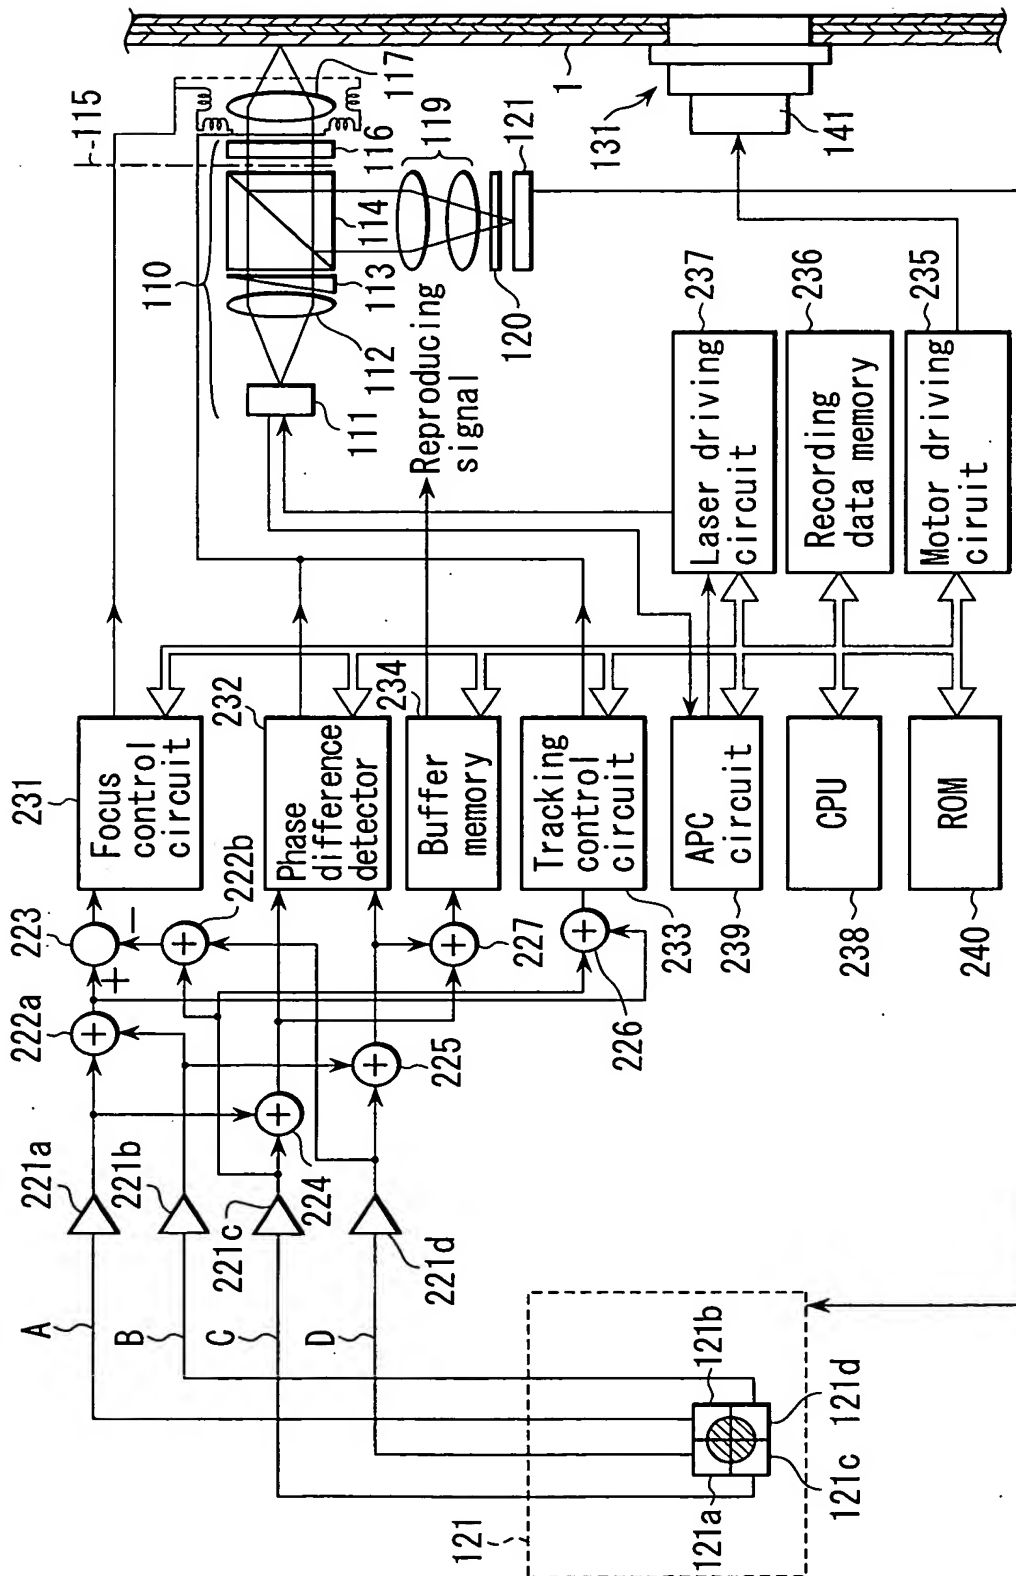 110
115
111
112
113
114
116
117
119
120
121
131
1
141
Reproducing
signal
237
Laser driving
circuit
236
Recording
data memory
235
Motor driving
ciruit
231
Focus
control
circuit
232
Phase
difference
detector
234
Buffer
memory
Tracking
control
circuit
233
APC
circuit
239
CPU
238
ROM
240
222a
223
+
−
222b
+
+
224
+
225
+
227
+
226
+
221a
221b
221c
221d
A
B
C
D
121
121a
121b
121c
121d